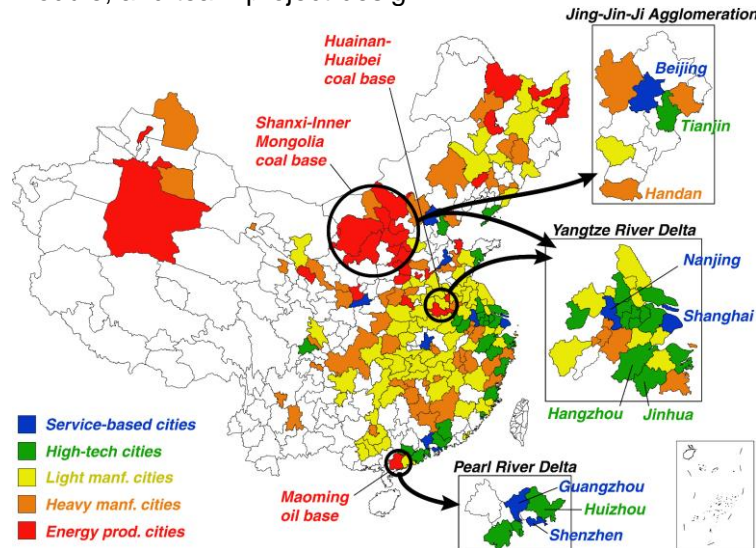 Jing-Jin-Ji Agglomeration
Huainan-
Huaibei
coal base
Beijing
Shanxi-Inner
Mongolia
coal base
Tianjin
Handan
Yangtze River Delta
Nanjing
Shanghai
Hangzhou
Jinhua
Service-based cities
High-tech cities
Light manf. cities
Heavy manf. cities
Energy prod. cities
Maoming
oil base
Pearl River Delta
Guangzhou
Huizhou
Shenzhen